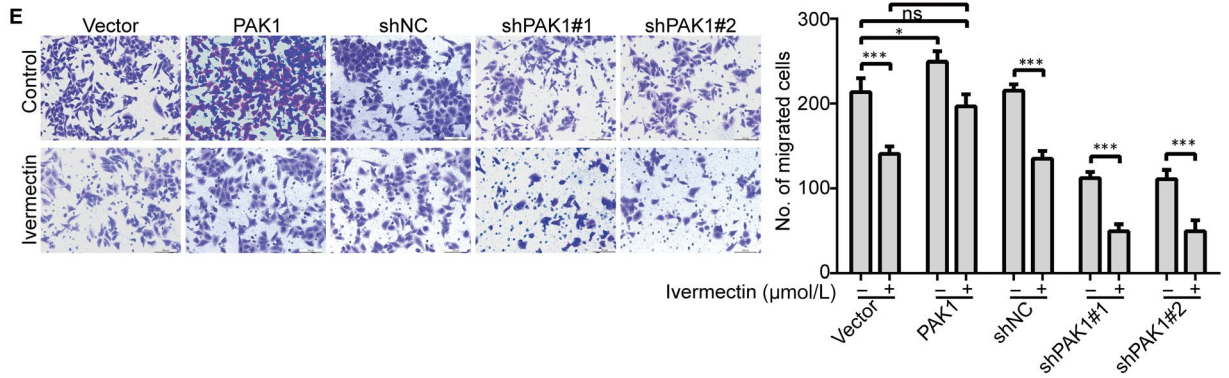 E
Vector PAK1 shNC shPAK1#1 shPAK1#2
Control
Ivermectin
No. of migrated cells
300
200
100
0
ns
*
***
***
***
***
Ivermectin (μmol/L) – + – + – + – + – +
Vector PAK1 shNC shPAK1#1 shPAK1#2